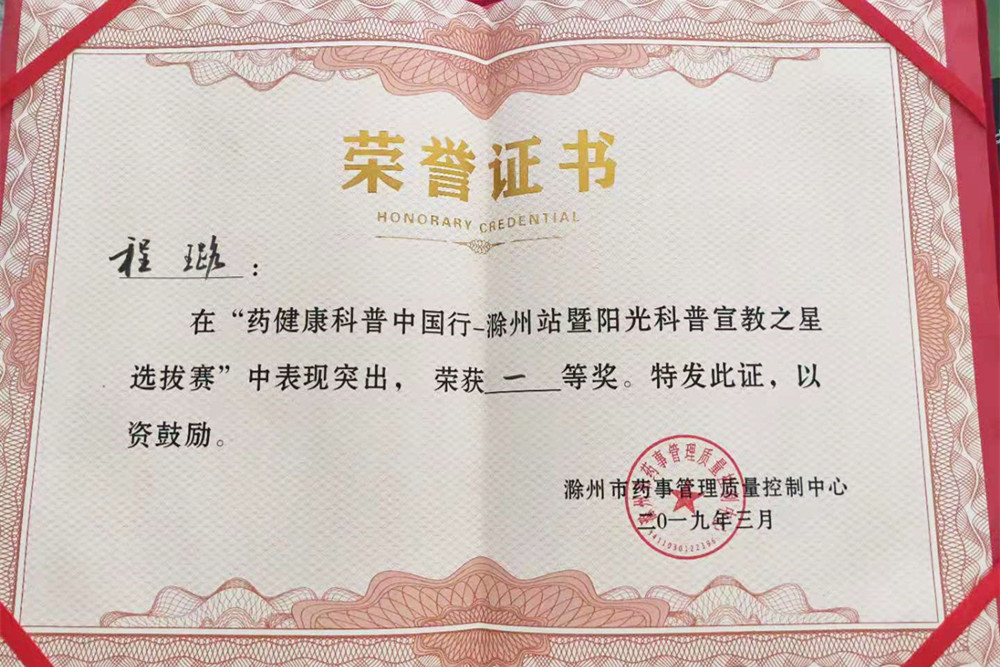 荣誉证书
HONORARY CREDENTIAL
程璐：
在“药健康科普中国行-滁州站暨阳光科普宣教之星
选拔赛”中表现突出，荣获一等奖。特发此证，以
资鼓励。
滁州市药事管理质量控制中心
二0一九年三月